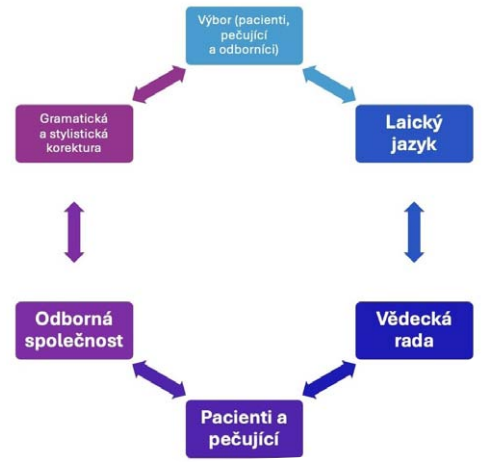 Výbor (pacienti,
pečující
a odborníci)
Gramatická
a stylistická
korektura
Laický
jazyk
Odborná
společnost
Vědecká
rada
Pacienti a
pečující